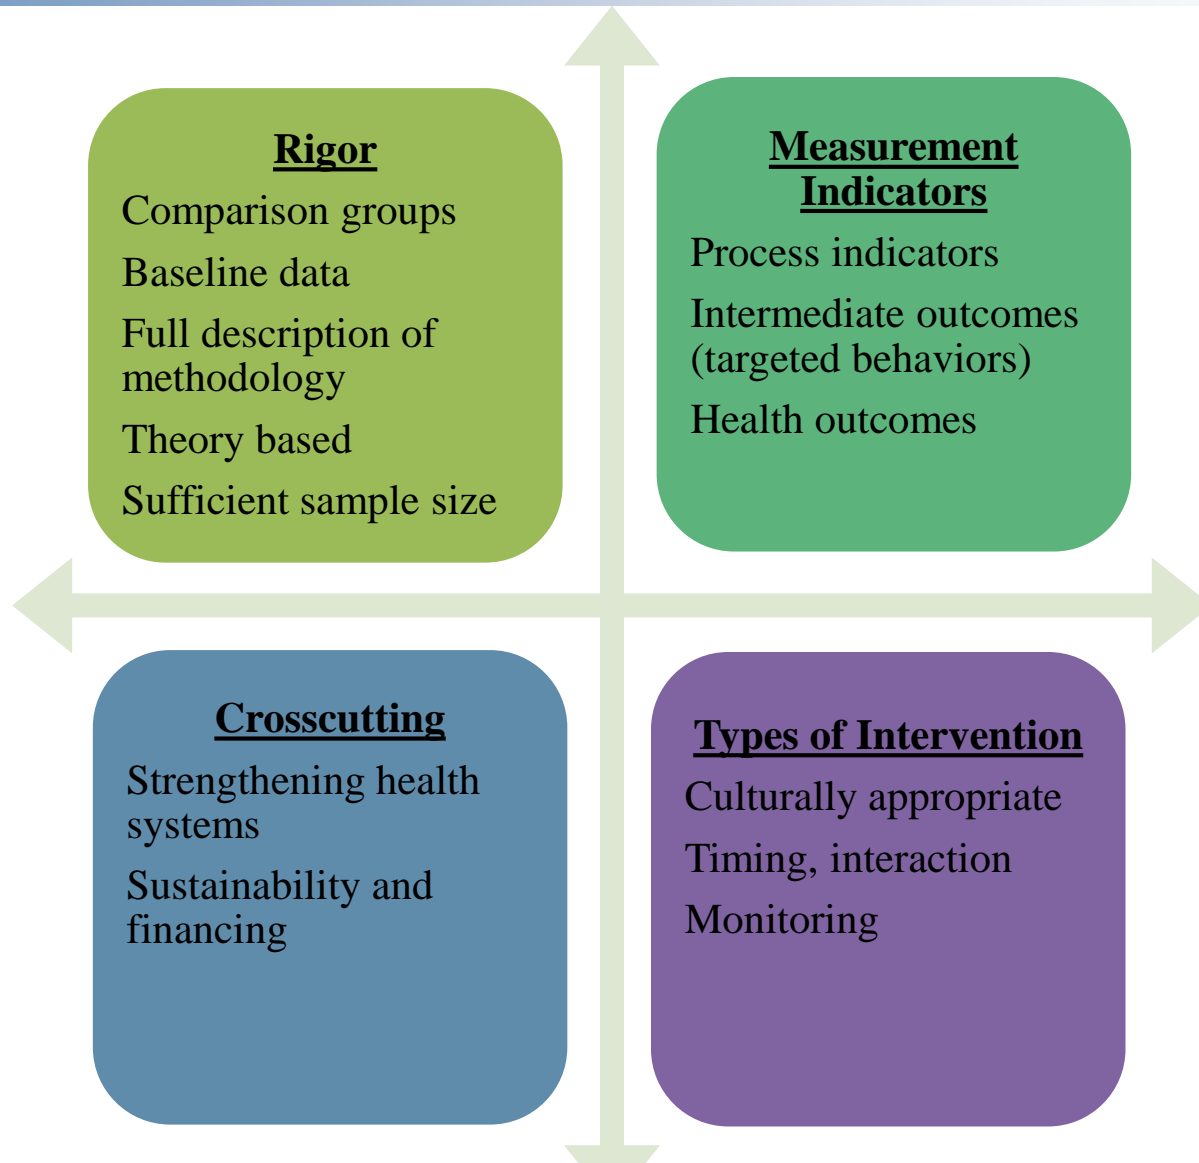 Rigor
Comparison groups
Baseline data
Full description of
methodology
Theory based
Sufficient sample size
Measurement
Indicators
Process indicators
Intermediate outcomes
(targeted behaviors)
Health outcomes
Crosscutting
Strengthening health
systems
Sustainability and
financing
Types of Intervention
Culturally appropriate
Timing, interaction
Monitoring